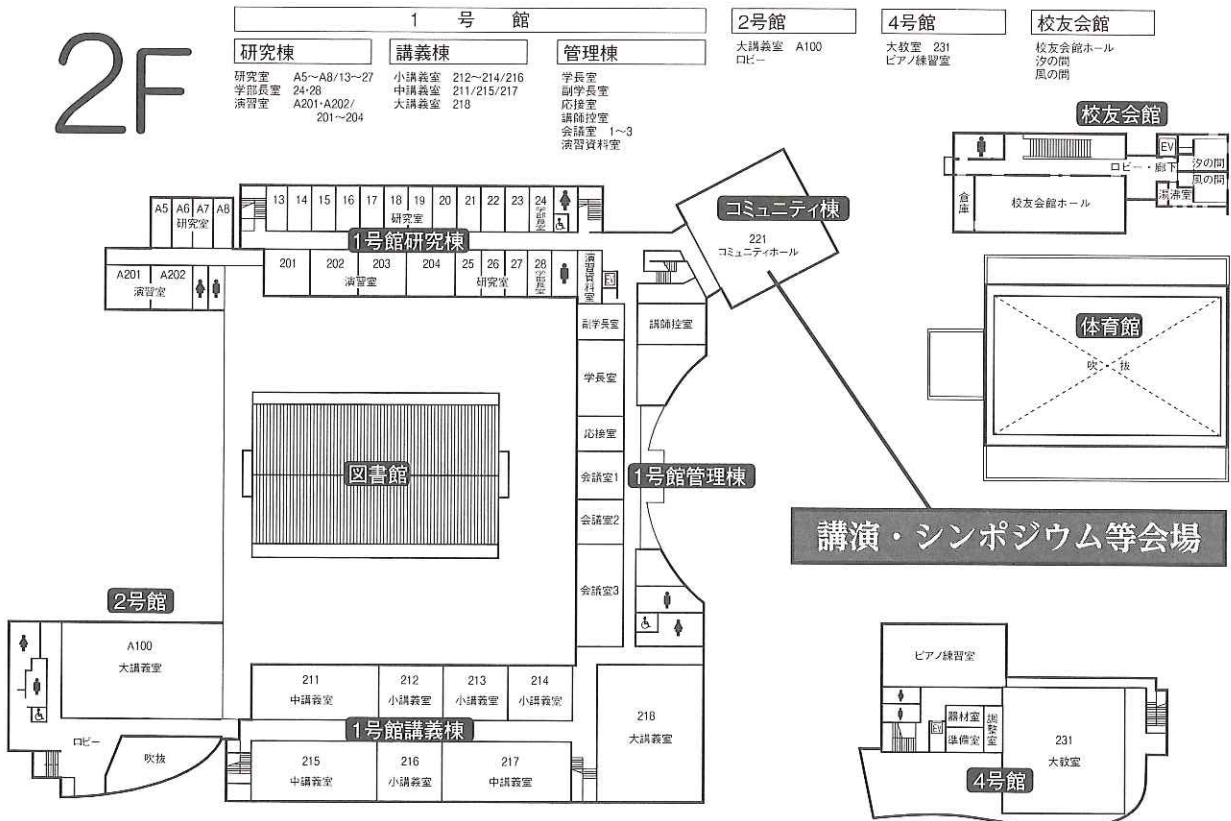 2F
1 号 館
研究棟
研究室 A5~A8/13~27
学部長室 24・28
演習室 A201・A202/
201~204
講義棟
小講義室 212~214/216
中講義室 211/215/217
大講義室 218
管理棟
学長室
副学長室
応接室
講師控室
会議室 1~3
演習資料室
2号館
大講義室 A100
ロビー
4号館
大教室 231
ピアノ練習室
校友会館
校友会館ホール
汐の間
風の間
校友会館
EV
ロビー・廊下
汐の間
風の間
湯沸室
倉庫
校友会館ホール
A5 A6 A7 A8
研究室
13 14 15 16 17 18 19 20 21 22 23 24
研究室
学部長室
1号館研究棟
コミュニティ棟
221
コミュニティホール
A201 A202
演習室
201 202 203 204 25 26 27 28
演習室
研究室
学部長室
演習資料室
EV
副学長室
講師控室
学長室
応接室
会議室1
会議室2
会議室3
1号館管理棟
図書館
体育館
吹・抜
講演・シンポジウム等会場
2号館
A100
大講義室
ロビー
吹抜
211
中講義室
212
小講義室
213
小講義室
214
小講義室
1号館講義棟
215
中講義室
216
小講義室
217
中講義室
218
大講義室
ピアノ練習室
EV
器材室
準備室
調整室
231
大教室
4号館